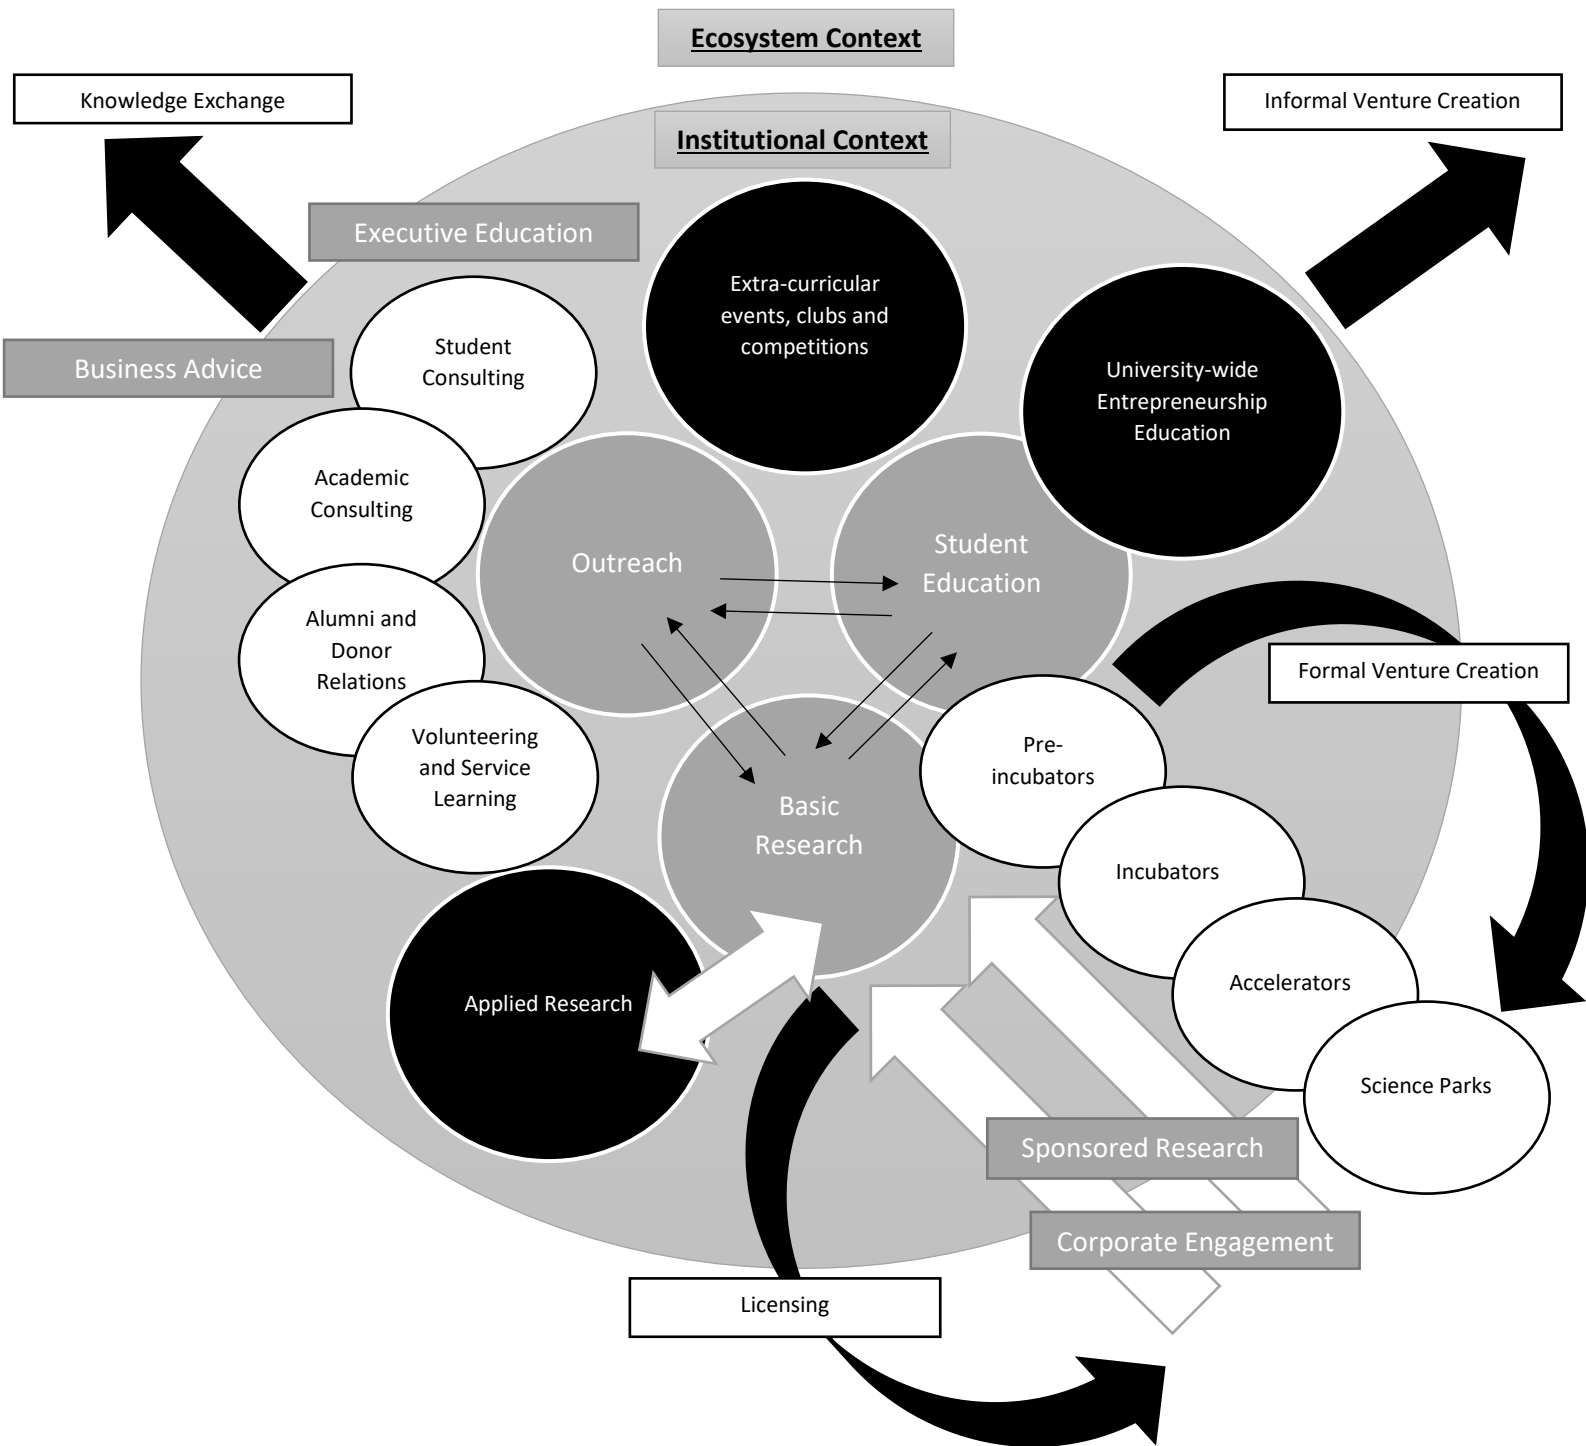 Ecosystem Context
Knowledge Exchange
Informal Venture Creation
Institutional Context
Executive Education
Extra-curricular
events, clubs and
competitions
Student
Consulting
Business Advice
University-wide
Entrepreneurship
Education
Academic
Consulting
Outreach
Student
Education
Alumni and
Donor
Relations
Formal Venture Creation
Volunteering
and Service
Learning
Pre-
incubators
Basic
Research
Incubators
Applied Research
Accelerators
Science Parks
Sponsored Research
Corporate Engagement
Licensing